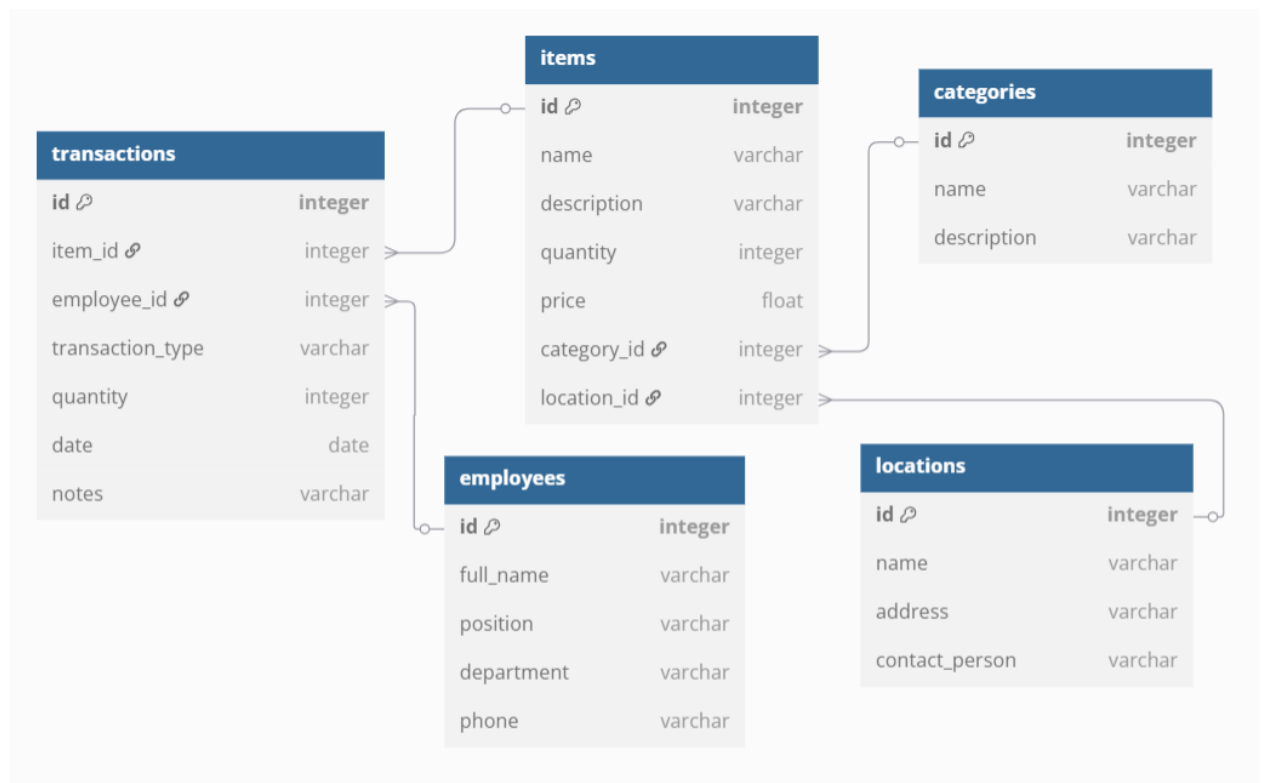 transactions
id integer
item_id integer
employee_id integer
transaction_type varchar
quantity integer
date date
notes varchar
items
id integer
name varchar
description varchar
quantity integer
price float
category_id integer
location_id integer
categories
id integer
name varchar
description varchar
employees
id integer
full_name varchar
position varchar
department varchar
phone varchar
locations
id integer
name varchar
address varchar
contact_person varchar